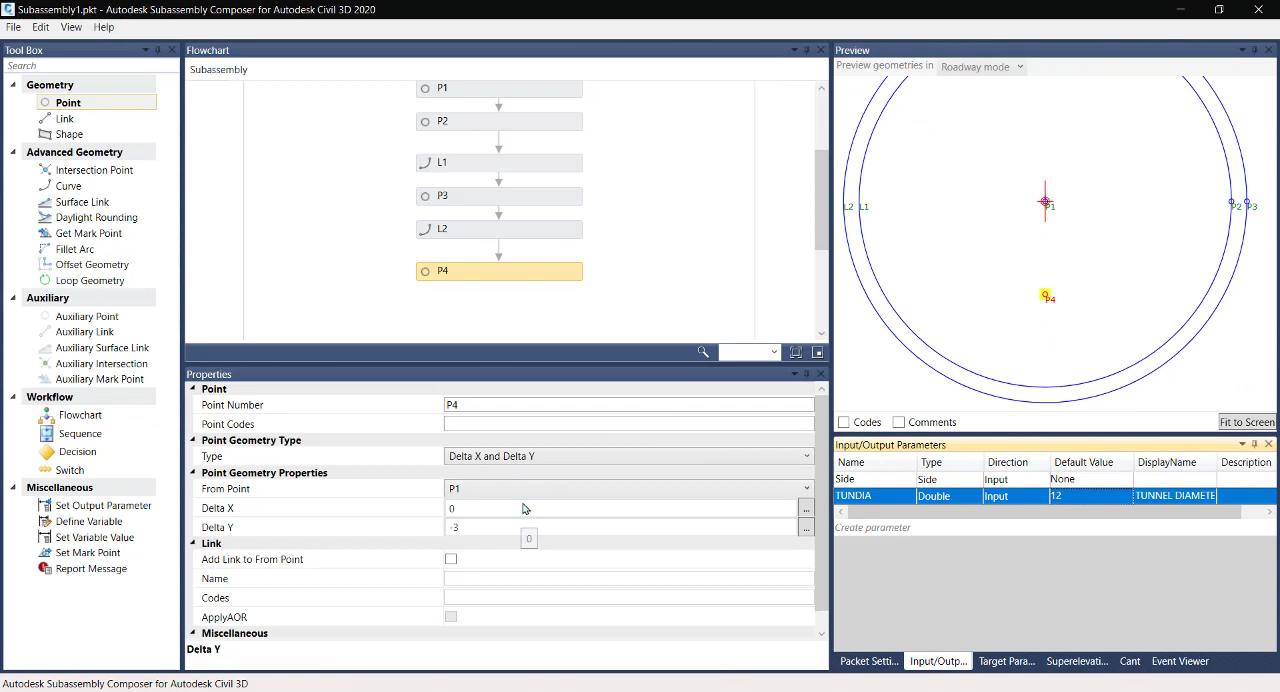 Subassembly1.pkt - Autodesk Subassembly Composer for Autodesk Civil 3D 2020
File Edit View Help
Tool Box
Search
Geometry
Point
Link
Shape
Advanced Geometry
Intersection Point
Curve
Surface Link
Daylight Rounding
Get Mark Point
Fillet Arc
Offset Geometry
Loop Geometry
Auxiliary
Auxiliary Point
Auxiliary Link
Auxiliary Surface Link
Auxiliary Intersection
Auxiliary Mark Point
Workflow
Flowchart
Sequence
Decision
Switch
Miscellaneous
Set Output Parameter
Define Variable
Set Variable Value
Set Mark Point
Report Message
Flowchart
Subassembly
P1
P2
L1
P3
L2
P4
Properties
Point
Point Number P4
Point Codes
Point Geometry Type
Type Delta X and Delta Y
Point Geometry Properties
From Point P1
Delta X 0 ...
Delta Y -3 ...
0
Link
Add Link to From Point
Name
Codes
ApplyAOR
Miscellaneous
Delta Y
Preview
Preview geometries in Roadway mode
L2 L1 P1 P2 P3
P4
Codes Comments Fit to Screen
Input/Output Parameters
Name Type Direction Default Value DisplayName Description
Side Side Input None
TUNDIA Double Input 12 TUNNEL DIAMETE
Create parameter
Packet Setti... Input/Outp... Target Para... Superelevati... Cant Event Viewer
Autodesk Subassembly Composer for Autodesk Civil 3D